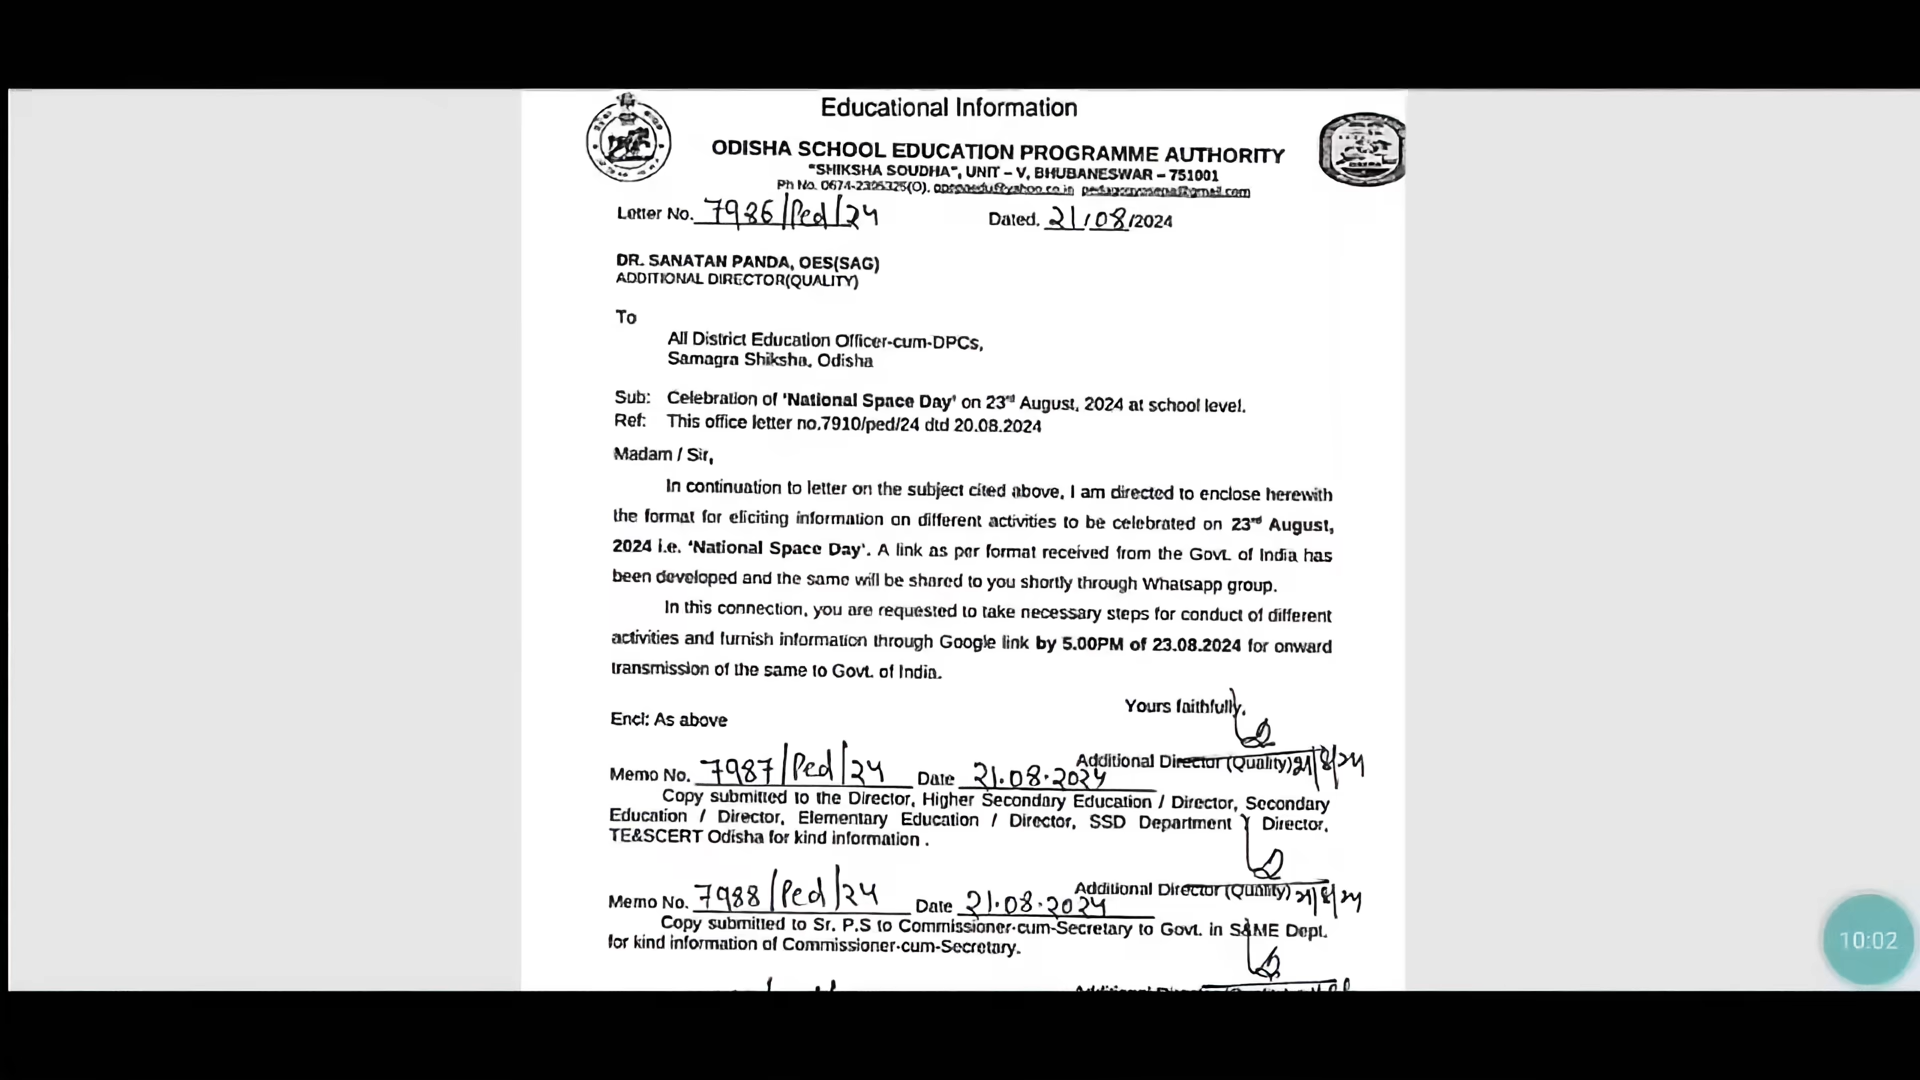 Educational Information
ODISHA SCHOOL EDUCATION PROGRAMME AUTHORITY
"SHIKSHA SOUDHA", UNIT – V, BHUBANESWAR – 751001
Ph No. 0674-2395325(O).
Letter No. 7986/Ped/24
Dated. 21/08/2024
DR. SANATAN PANDA, OES(SAG)
ADDITIONAL DIRECTOR(QUALITY)
To
All District Education Officer-cum-DPCs,
Samagra Shiksha, Odisha
Sub: Celebration of 'National Space Day' on 23rd August, 2024 at school level.
Ref: This office letter no.7910/ped/24 dtd 20.08.2024
Madam / Sir,
In continuation to letter on the subject cited above, I am directed to enclose herewith
the format for eliciting information on different activities to be celebrated on 23rd August,
2024 i.e. 'National Space Day'. A link as per format received from the Govt. of India has
been developed and the same will be shared to you shortly through Whatsapp group.
In this connection, you are requested to take necessary steps for conduct of different
activities and furnish information through Google link by 5.00PM of 23.08.2024 for onward
transmission of the same to Govt. of India.
Yours faithfully,
Encl: As above
Additional Director (Quality) 21/8/24
Memo No. 7987/Ped/24 Date 21.08.2024
Copy submitted to the Director, Higher Secondary Education / Director, Secondary
Education / Director, Elementary Education / Director, SSD Department / Director,
TE&SCERT Odisha for kind information .
Additional Director (Quality) 21/8/24
Memo No. 7988/Ped/24 Date 21.08.2024
Copy submitted to Sr. P.S to Commissioner-cum-Secretary to Govt. in S&ME Dept.
for kind information of Commissioner-cum-Secretary.
10:02